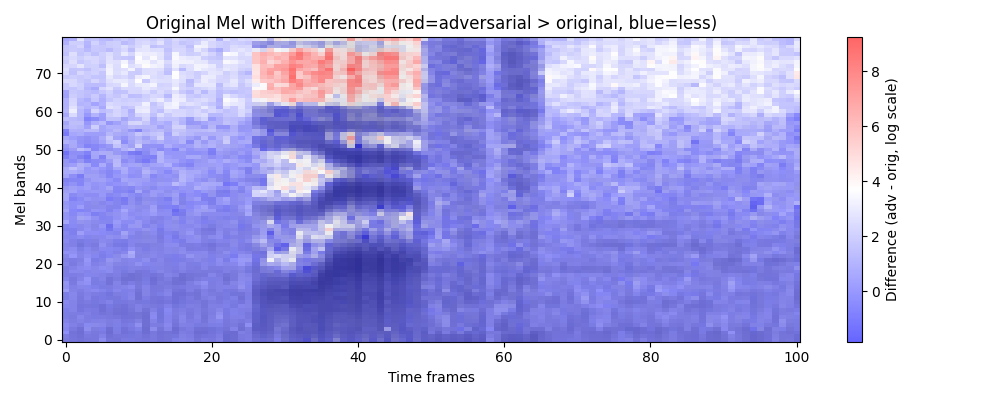 Original Mel with Differences (red=adversarial > original, blue=less)
Mel bands
70
60
50
40
30
20
10
0
0 20 40 60 80 100
Time frames
8
6
4
2
0
Difference (adv - orig, log scale)